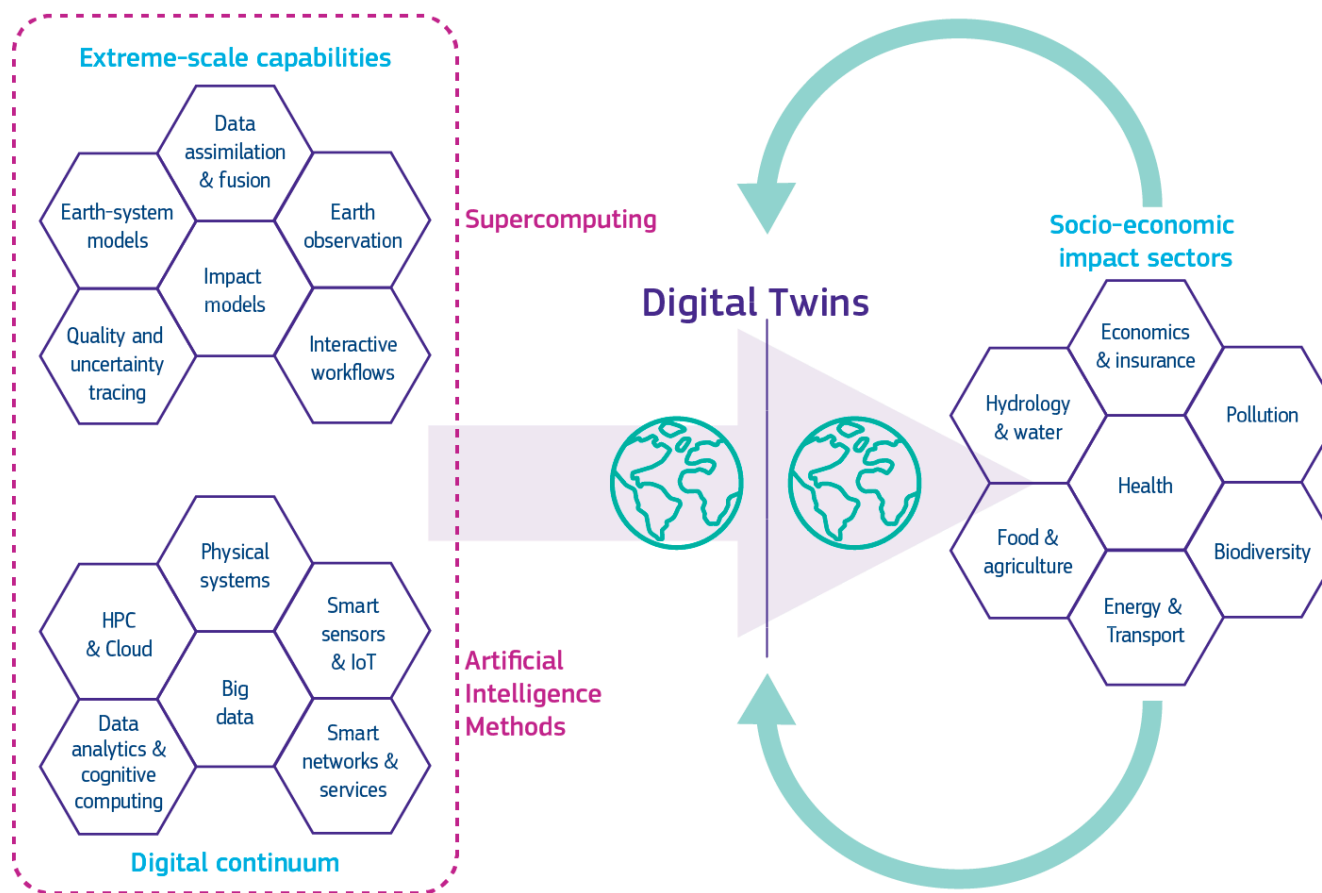 Extreme-scale capabilities
Data
assimilation
& fusion
Earth-system
models
Earth
observation
Impact
models
Quality and
uncertainty
tracing
Interactive
workflows
Physical
systems
HPC
& Cloud
Smart
sensors
& IoT
Big
data
Data
analytics &
cognitive
computing
Smart
networks &
services
Digital continuum
Supercomputing
Artificial
Intelligence
Methods
Digital Twins
Socio-economic
impact sectors
Economics
& insurance
Hydrology
& water
Pollution
Health
Food &
agriculture
Biodiversity
Energy &
Transport